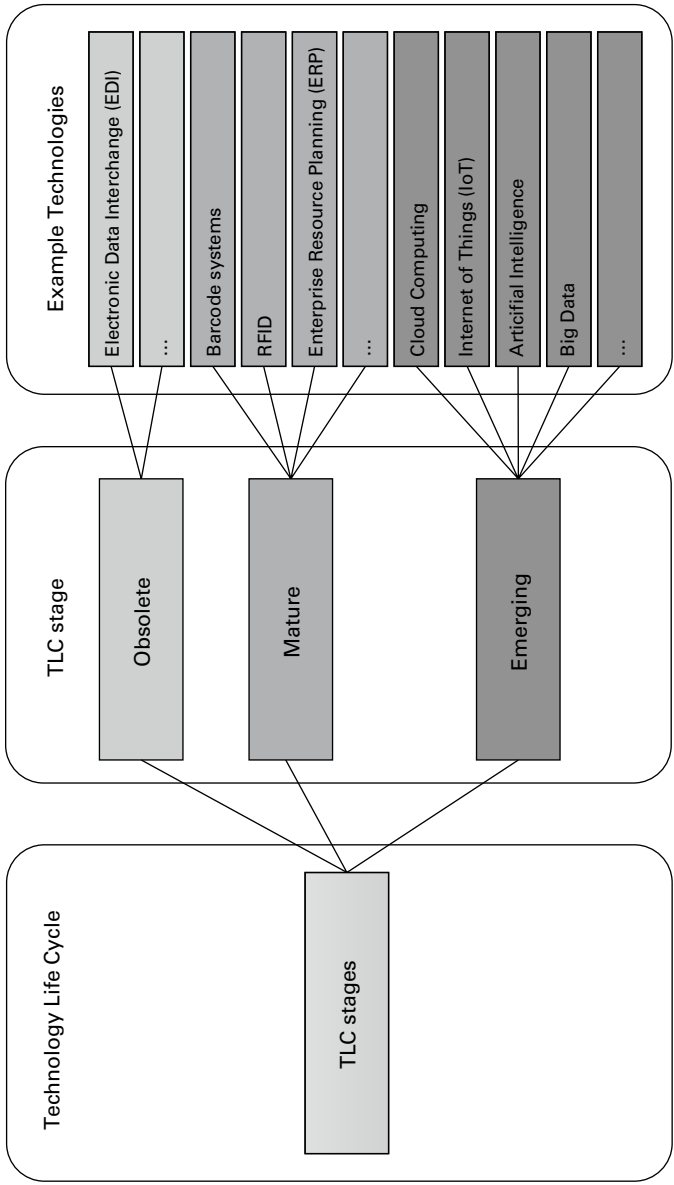 Technology Life Cycle
TLC stages
TLC stage
Obsolete
Mature
Emerging
Example Technologies
Electronic Data Interchange (EDI)
...
Barcode systems
RFID
Enterprise Resource Planning (ERP)
...
Cloud Computing
Internet of Things (IoT)
Articifial Intelligence
Big Data
...